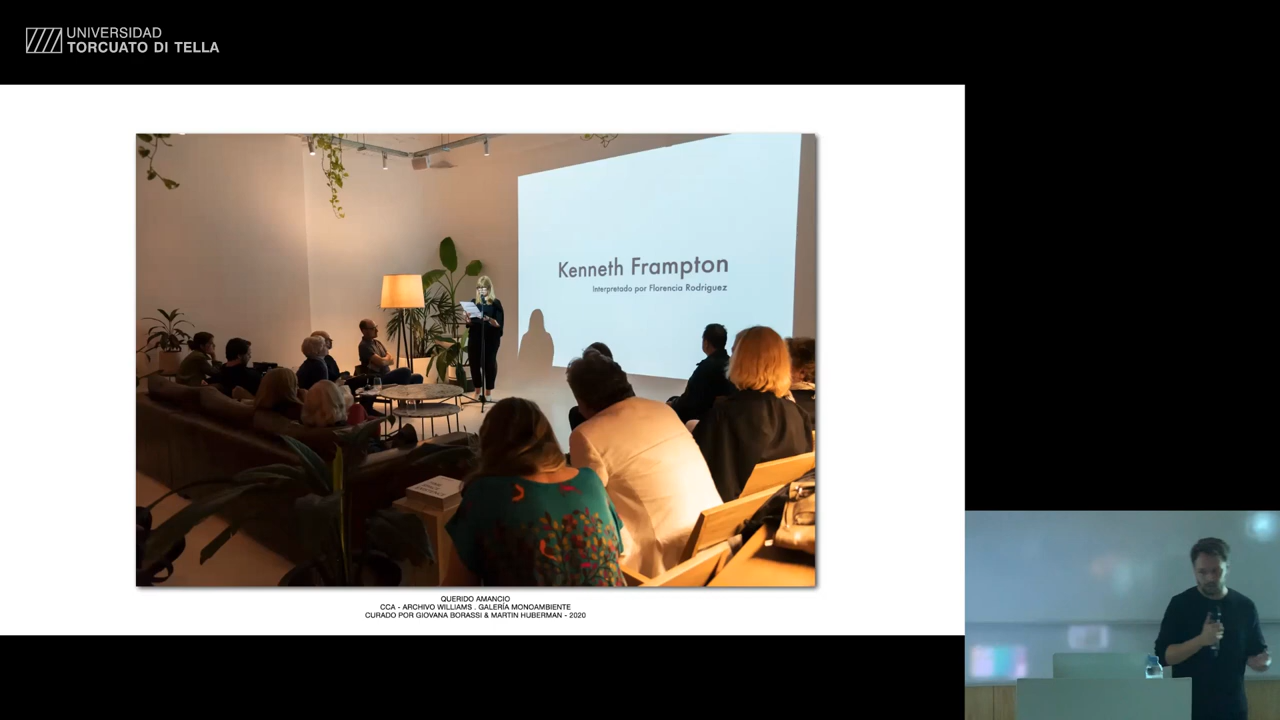 UNIVERSIDAD
TORCUATO DI TELLA
Kenneth Frampton
Interpretado por Florencia Rodriguez
QUERIDO AMANCIO
CCA - ARCHIVO WILLIAMS . GALERÍA MONOAMBIENTE
CURADO POR GIOVANA BORASSI & MARTIN HUBERMAN - 2020